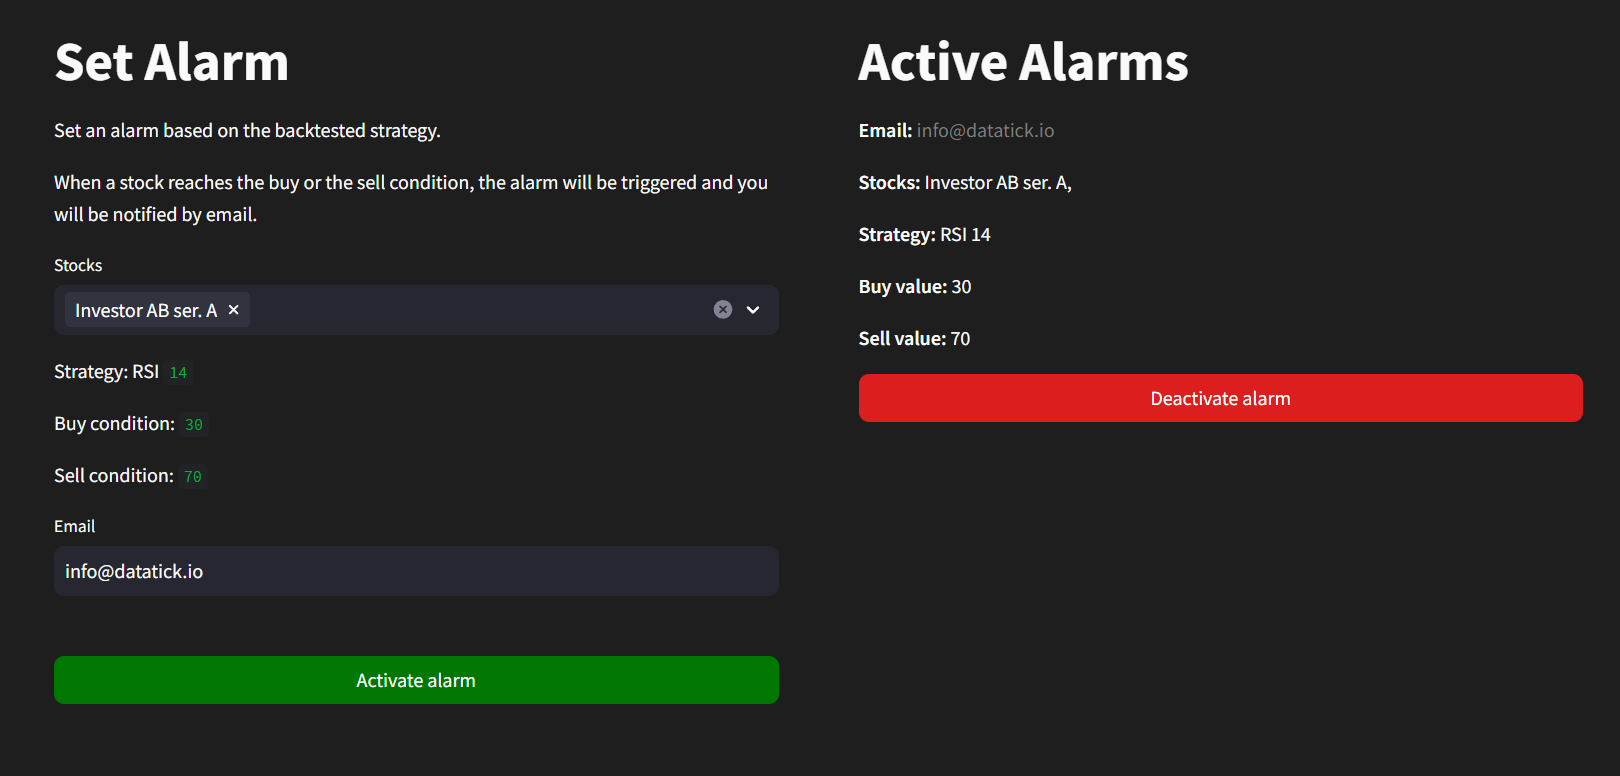 Set Alarm
Set an alarm based on the backtested strategy.
When a stock reaches the buy or the sell condition, the alarm will be triggered and you
will be notified by email.
Stocks
Investor AB ser. A
Strategy: RSI 14
Buy condition: 30
Sell condition: 70
Email
info@datatick.io
Activate alarm
Active Alarms
Email: info@datatick.io
Stocks: Investor AB ser. A,
Strategy: RSI 14
Buy value: 30
Sell value: 70
Deactivate alarm